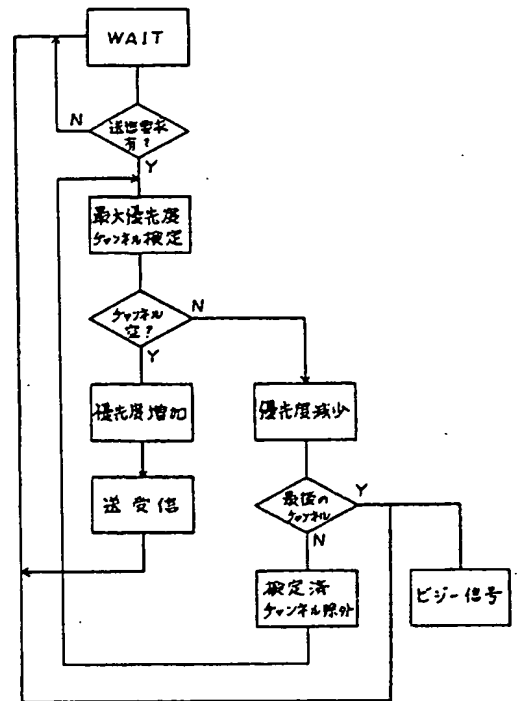 WAIT
送信要求
有?
N
Y
最大優先度
チャンネル検定
チャンネル
空?
N
Y
優先度増加
優先度減少
送受信
最後の
チャンネル
Y
N
検定済
チャンネル除外
ビジー信号